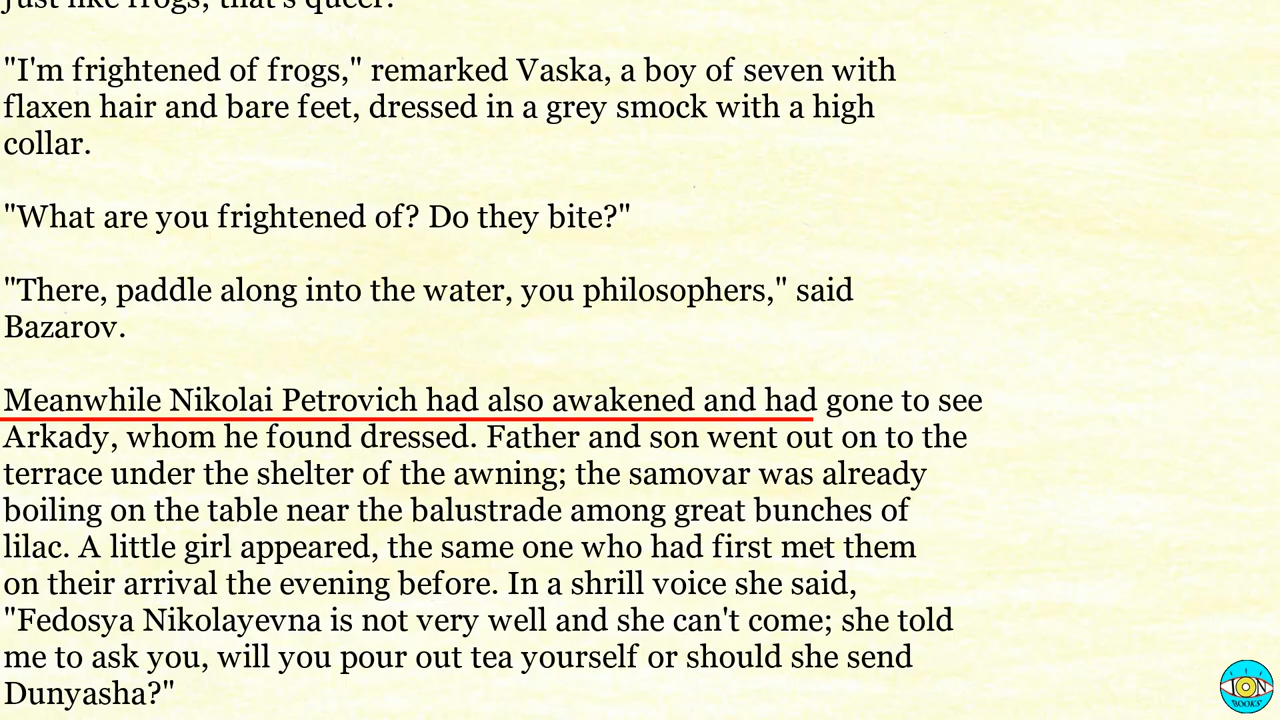 just like frogs; that's queer."
"I'm frightened of frogs," remarked Vaska, a boy of seven with
flaxen hair and bare feet, dressed in a grey smock with a high
collar.
"What are you frightened of? Do they bite?"
"There, paddle along into the water, you philosophers," said
Bazarov.
Meanwhile Nikolai Petrovich had also awakened and had gone to see
Arkady, whom he found dressed. Father and son went out on to the
terrace under the shelter of the awning; the samovar was already
boiling on the table near the balustrade among great bunches of
lilac. A little girl appeared, the same one who had first met them
on their arrival the evening before. In a shrill voice she said,
"Fedosya Nikolayevna is not very well and she can't come; she told
me to ask you, will you pour out tea yourself or should she send
Dunyasha?"
ION
BOOKS